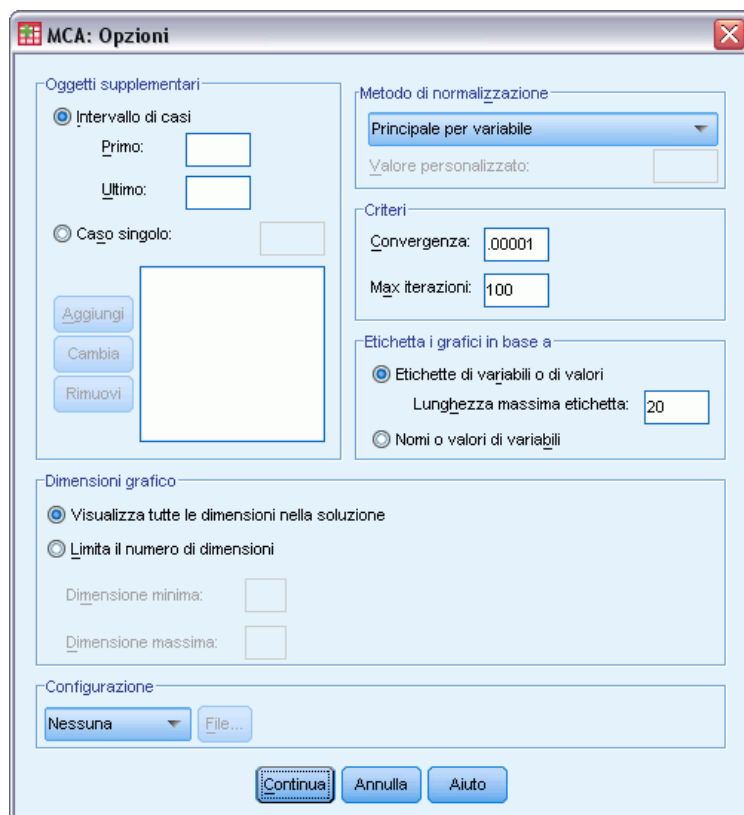 MCA: Opzioni
Oggetti supplementari
Intervallo di casi
Primo:
Ultimo:
Caso singolo:
Aggiungi
Cambia
Rimuovi
Metodo di normalizzazione
Principale per variabile
Valore personalizzato:
Criteri
Convergenza: .00001
Max iterazioni: 100
Etichetta i grafici in base a
Etichette di variabili o di valori
Lunghezza massima etichetta: 20
Nomi o valori di variabili
Dimensioni grafico
Visualizza tutte le dimensioni nella soluzione
Limita il numero di dimensioni
Dimensione minima:
Dimensione massima:
Configurazione
Nessuna File...
Continua Annulla Aiuto